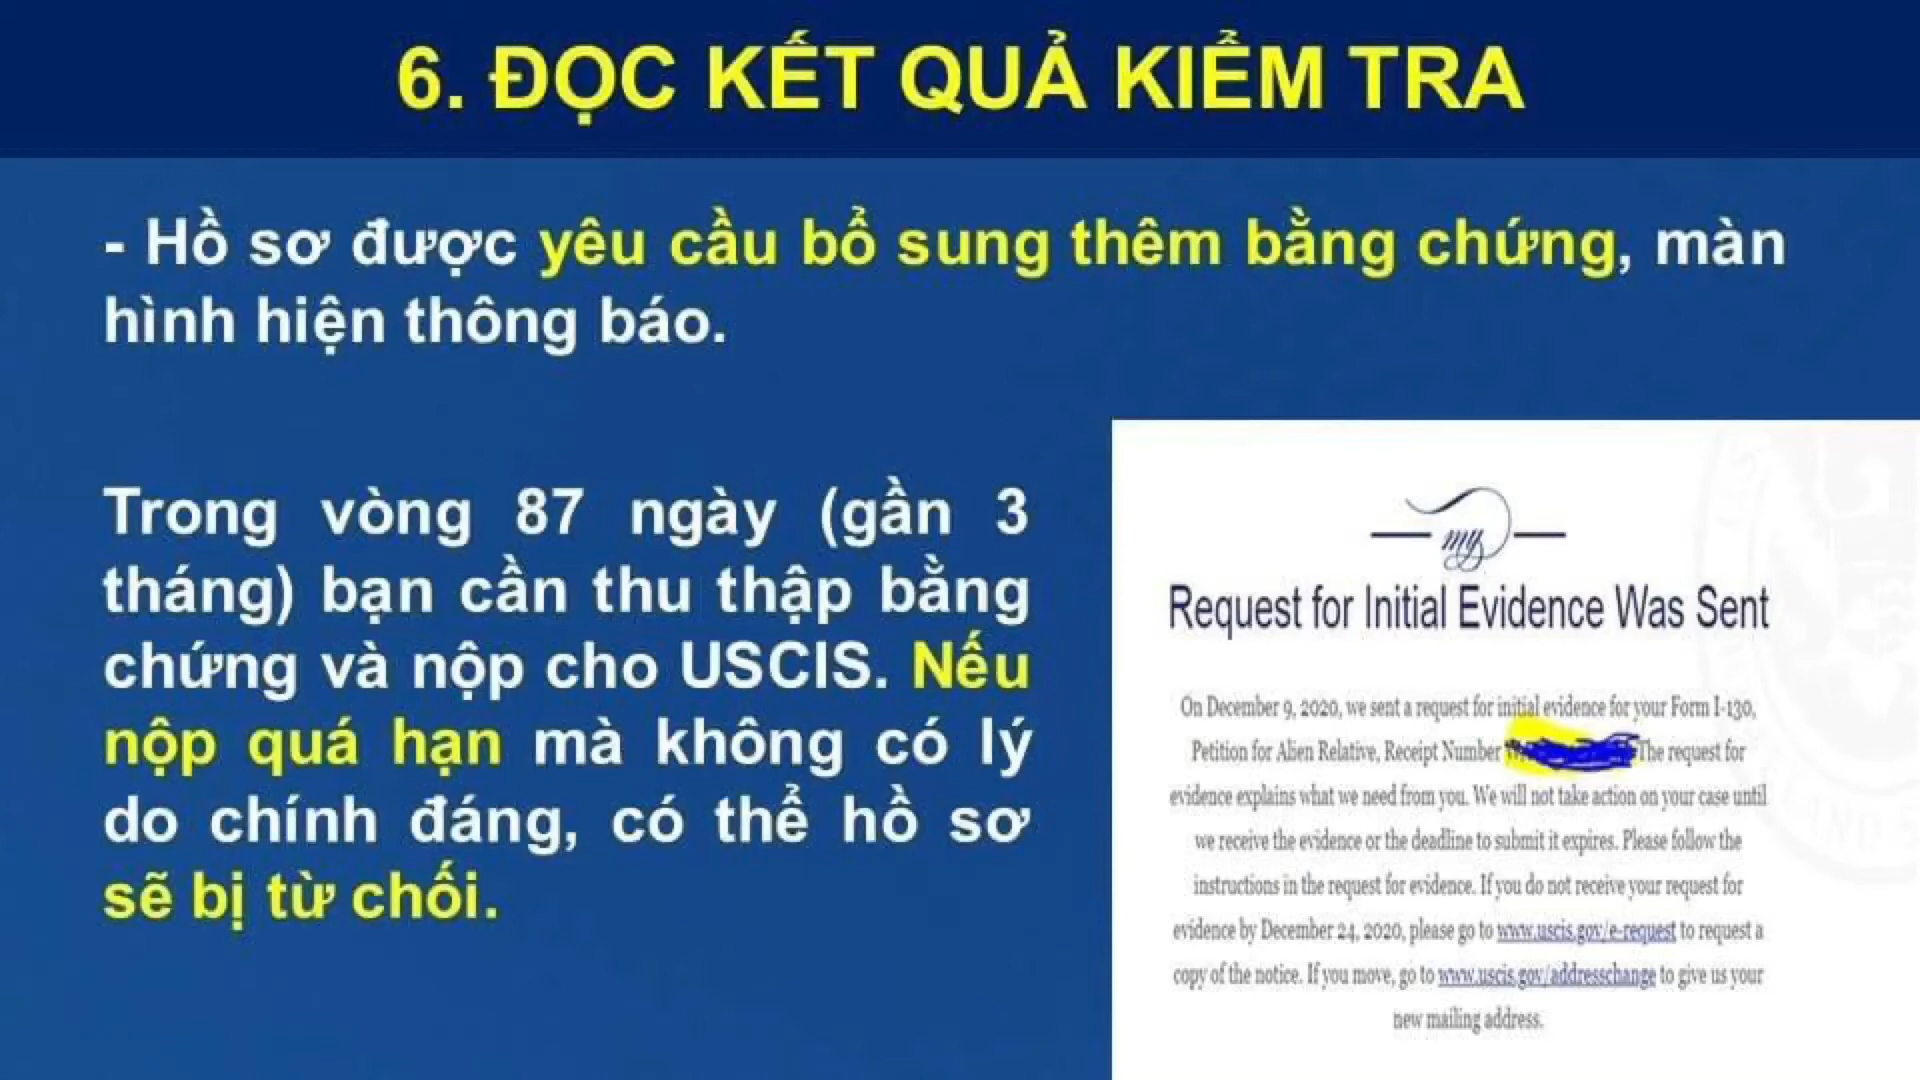 6. ĐỌC KẾT QUẢ KIỂM TRA
- Hồ sơ được yêu cầu bổ sung thêm bằng chứng, màn
hình hiện thông báo.
Trong vòng 87 ngày (gần 3
tháng) bạn cần thu thập bằng
chứng và nộp cho USCIS. Nếu
nộp quá hạn mà không có lý
do chính đáng, có thể hồ sơ
sẽ bị từ chối.
my
Request for Initial Evidence Was Sent
On December 9, 2020, we sent a request for initial evidence for your Form I-130,
Petition for Alien Relative, Receipt Number The request for
evidence explains what we need from you. We will not take action on your case until
we receive the evidence or the deadline to submit it expires. Please follow the
instructions in the request for evidence. If you do not receive your request for
evidence by December 24, 2020, please go to www.uscis.gov/e-request to request a
copy of the notice. If you move, go to www.uscis.gov/addresschange to give us your
new mailing address.